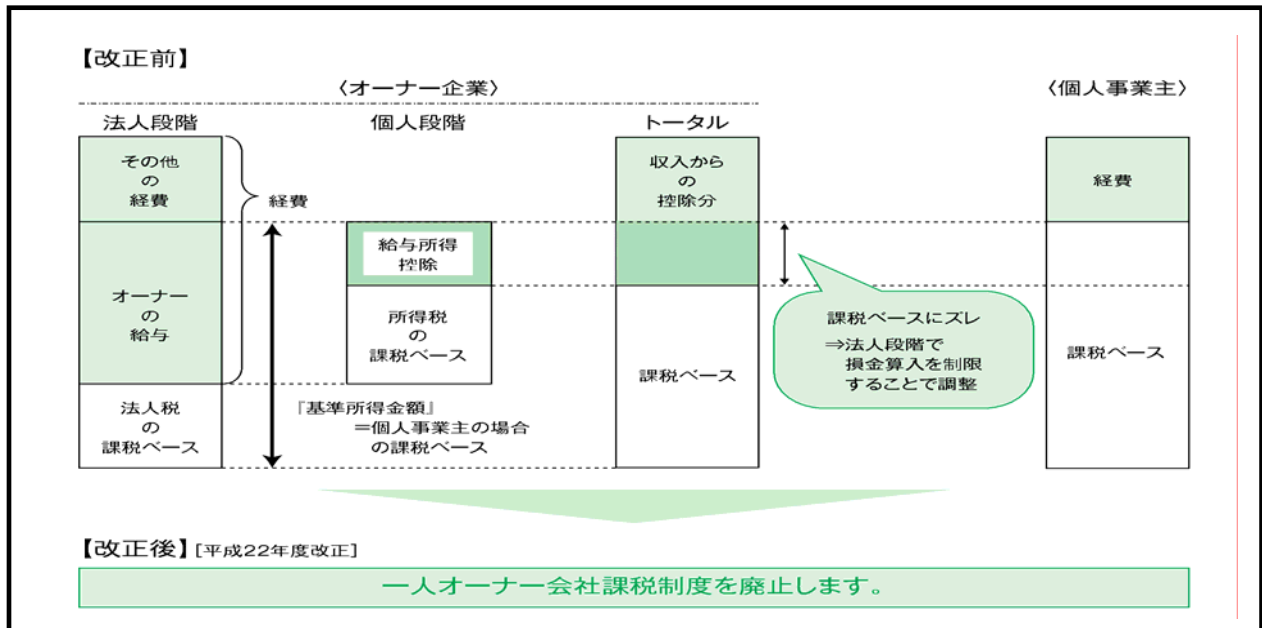 【改正前】
〈オーナー企業〉
〈個人事業主〉
法人段階
個人段階
トータル
その他
の
経費
経費
オーナー
の
給与
法人税
の
課税ベース
給与所得
控除
所得税
の
課税ベース
『基準所得金額』
＝個人事業主の場合
の課税ベース
収入から
の
控除分
課税ベース
課税ベースにズレ
⇒法人段階で
損金算入を制限
することで調整
経費
課税ベース
【改正後】[平成22年度改正]
一人オーナー会社課税制度を廃止します。